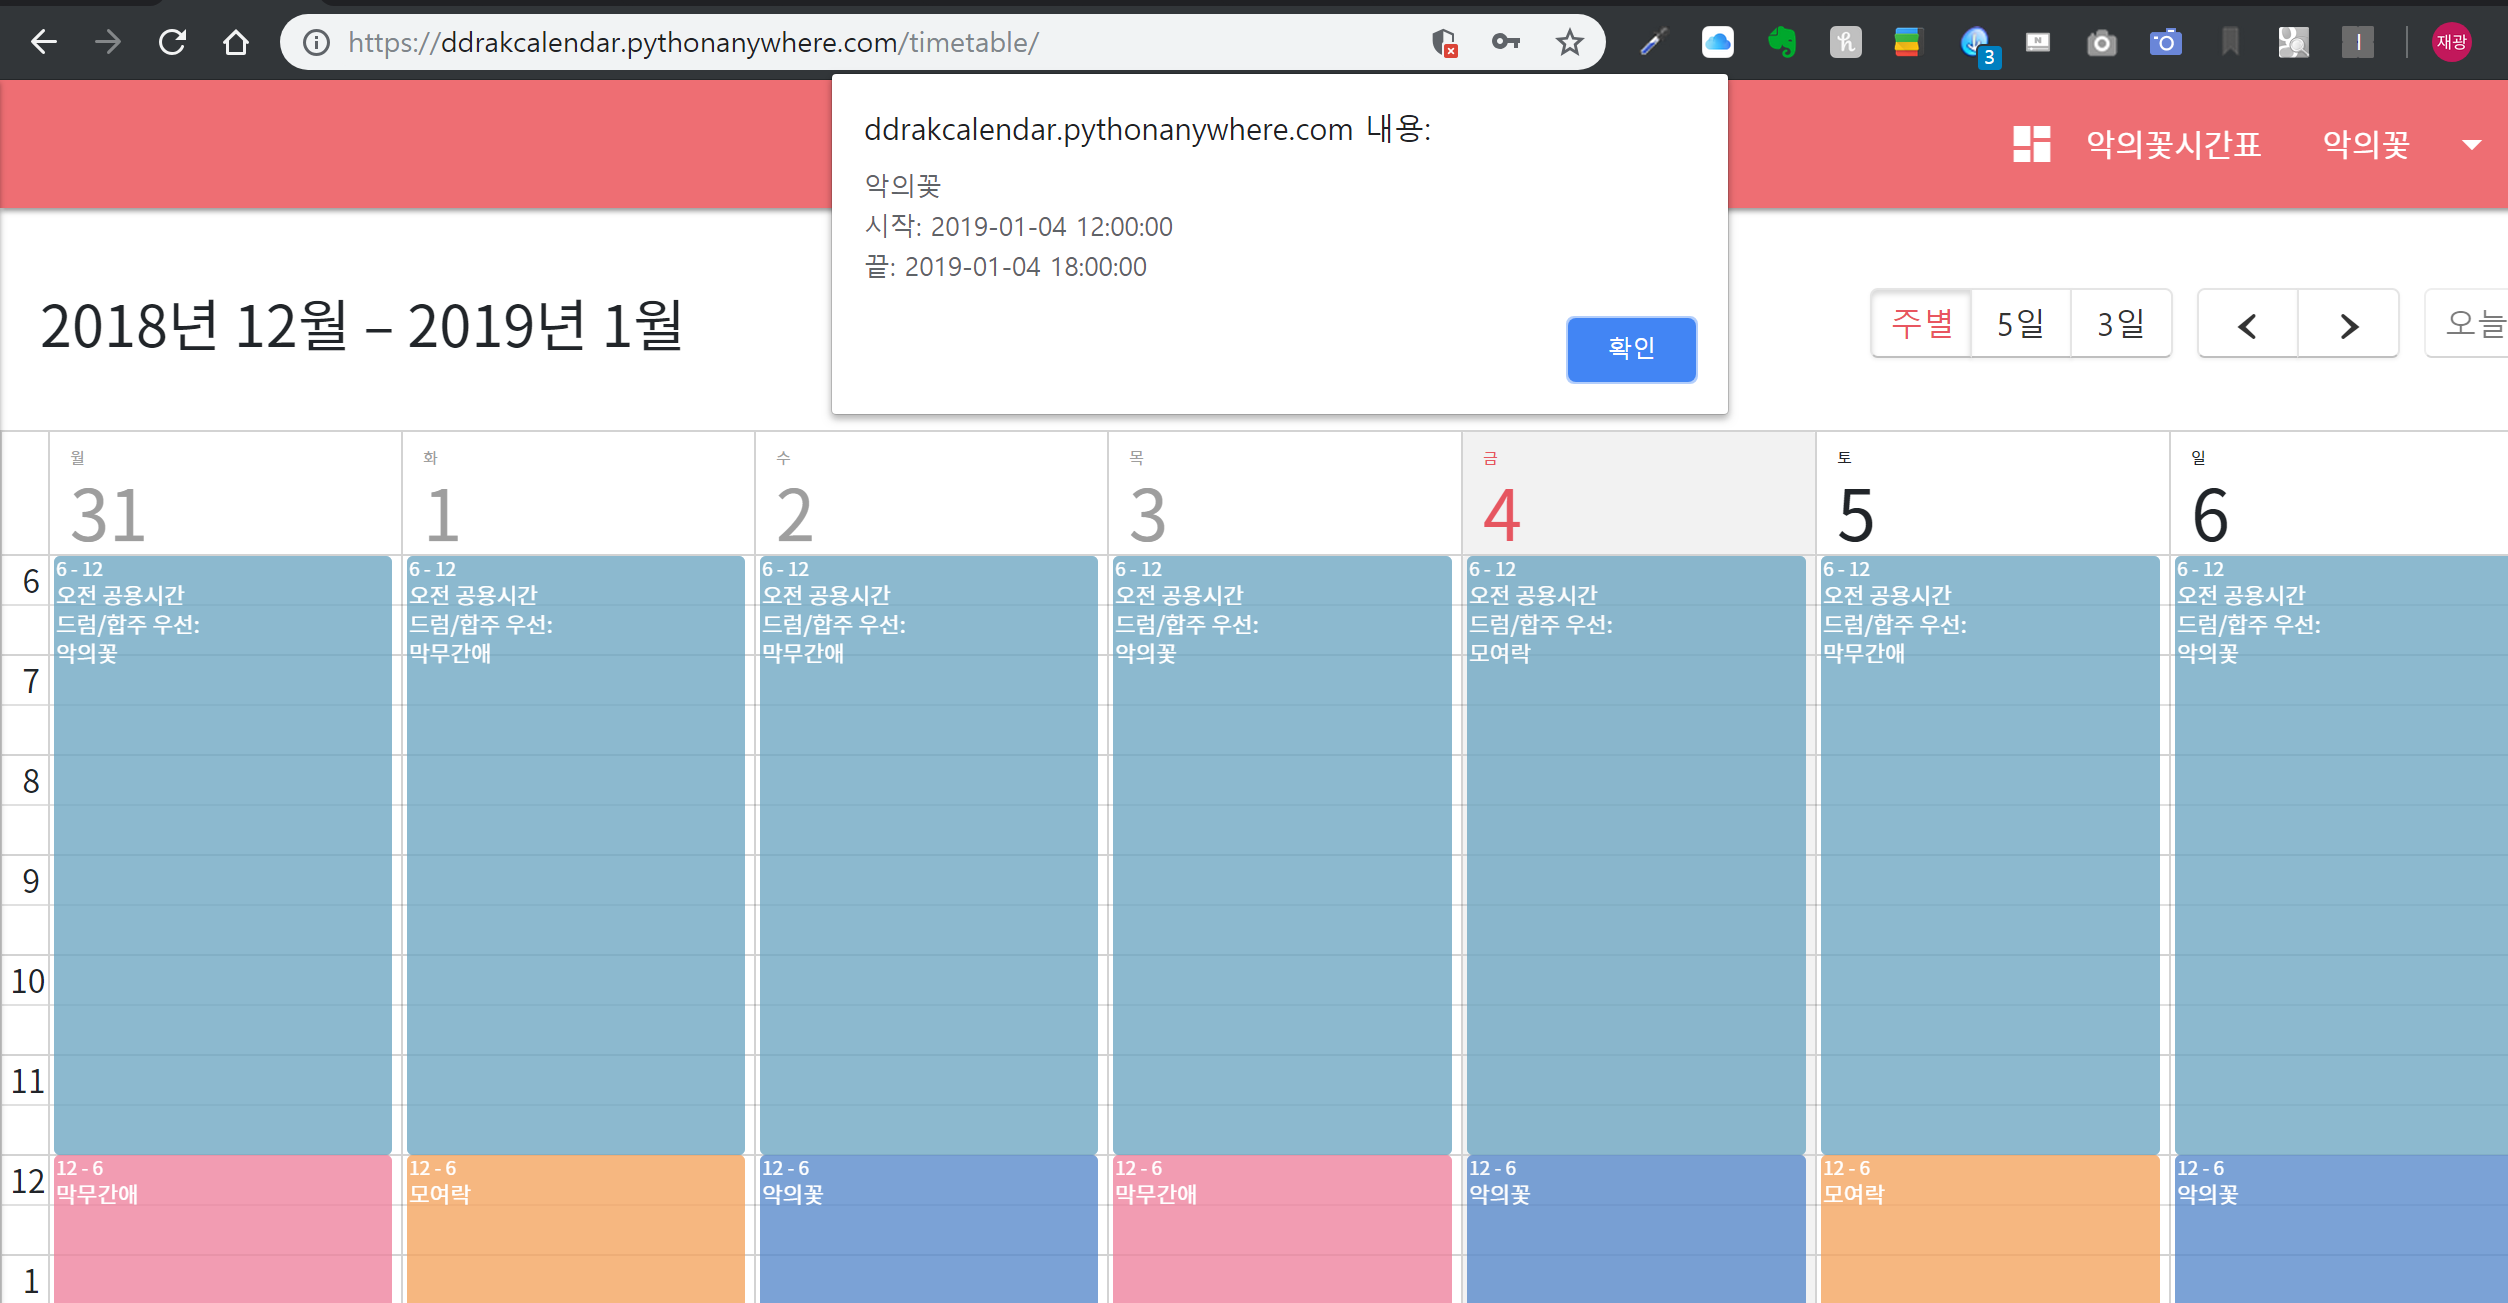 https://ddrakcalendar.pythonanywhere.com/timetable/
3
재광
ddrakcalendar.pythonanywhere.com 내용:
악의꽃
시작: 2019-01-04 12:00:00
끝: 2019-01-04 18:00:00
확인
악의꽃시간표 악의꽃
2018년 12월 – 2019년 1월
주별 5일 3일 오늘
월 화 수 목 금 토 일
31 1 2 3 4 5 6
6
6 - 12
오전 공용시간
드럼/합주 우선:
악의꽃
6 - 12
오전 공용시간
드럼/합주 우선:
막무간애
6 - 12
오전 공용시간
드럼/합주 우선:
막무간애
6 - 12
오전 공용시간
드럼/합주 우선:
악의꽃
6 - 12
오전 공용시간
드럼/합주 우선:
모여락
6 - 12
오전 공용시간
드럼/합주 우선:
막무간애
6 - 12
오전 공용시간
드럼/합주 우선:
악의꽃
7
8
9
10
11
12
12 - 6
막무간애
12 - 6
모여락
12 - 6
악의꽃
12 - 6
막무간애
12 - 6
악의꽃
12 - 6
모여락
12 - 6
악의꽃
1